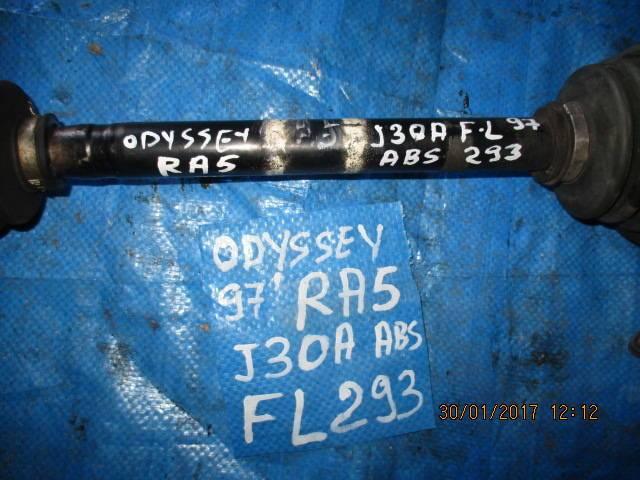 ODYSSEY J30A F.L 97
RA5 ABS 293
ODYSSEY
97' RA5
J30A ABS
FL293
30/01/2017 12:12